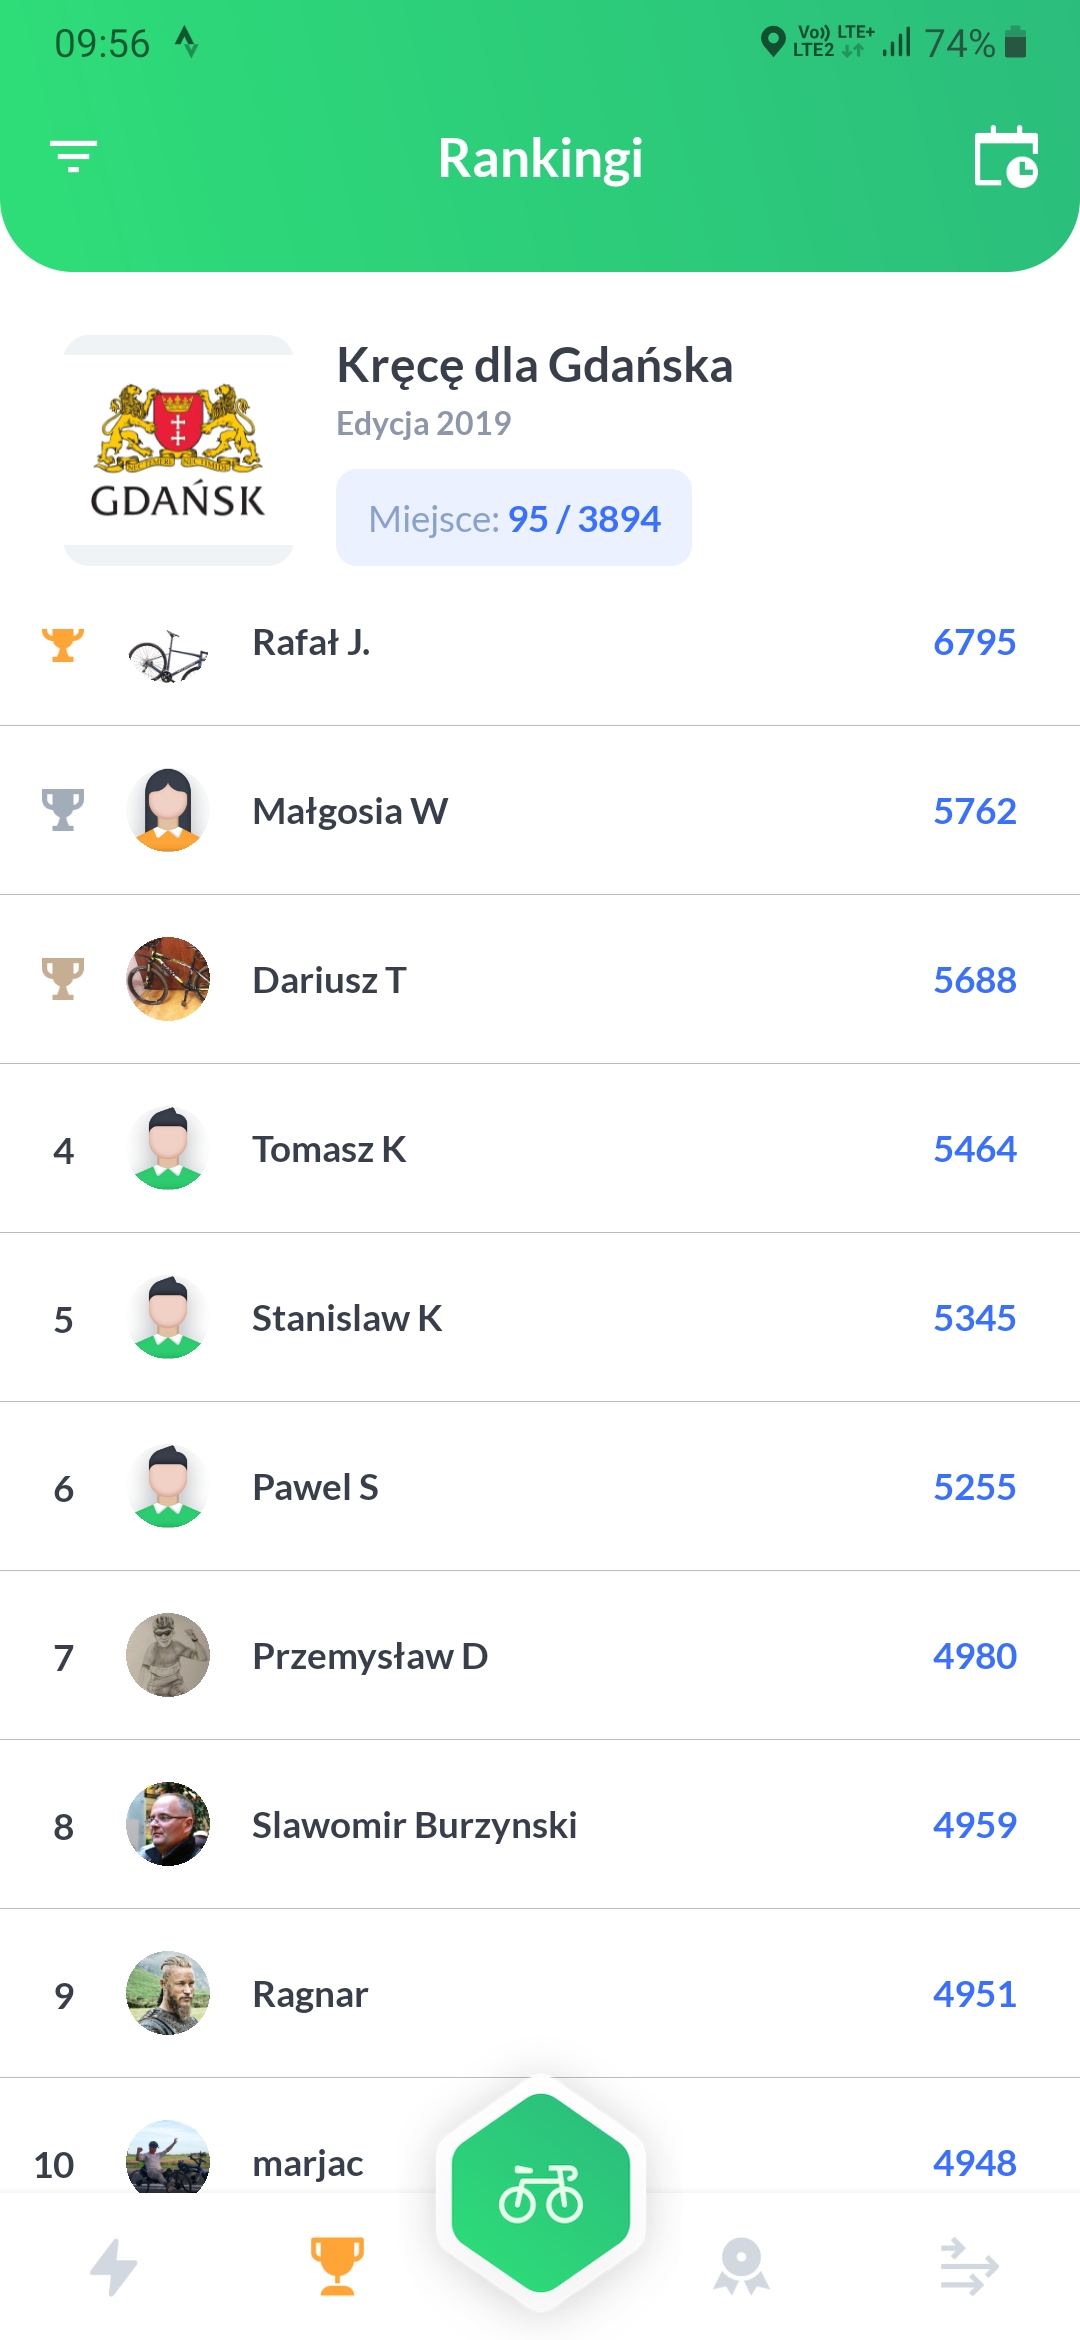 09:56
Vo)) LTE+
LTE2
74%
Rankingi
GDAŃSK
Kręcę dla Gdańska
Edycja 2019
Miejsce: 95 / 3894
Rafał J. 6795
Małgosia W 5762
Dariusz T 5688
4 Tomasz K 5464
5 Stanislaw K 5345
6 Pawel S 5255
7 Przemysław D 4980
8 Slawomir Burzynski 4959
9 Ragnar 4951
10 marjac 4948